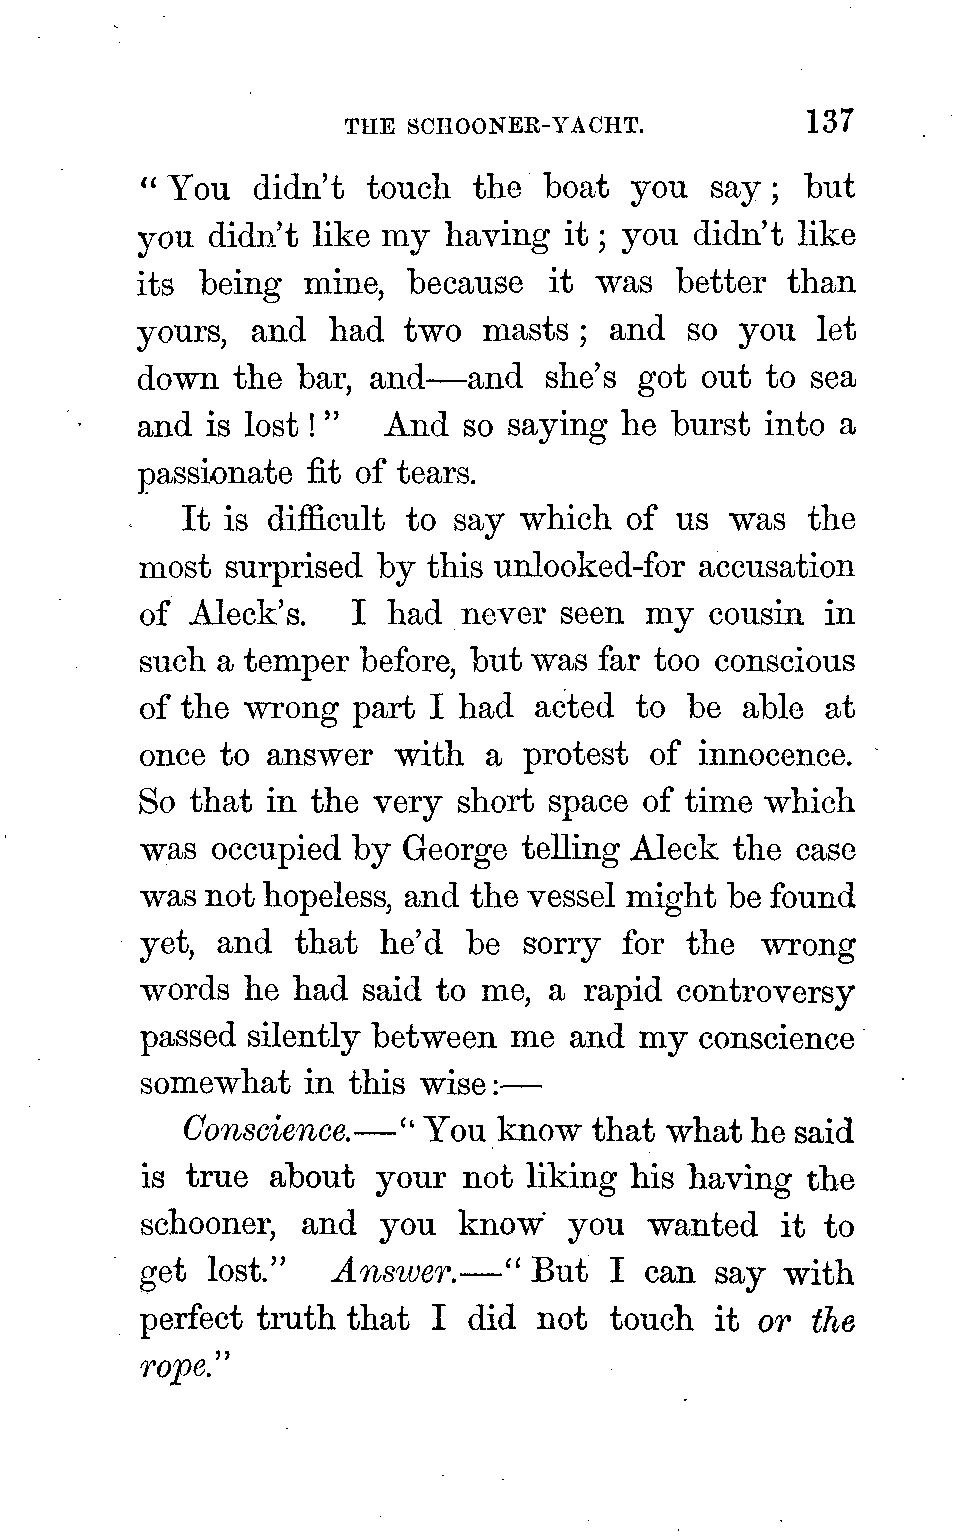 THE SCHOONER-YACHT. 137
“ You didn’t touch the boat you say ; but
you didn’t like my having it ; you didn’t like
its being mine, because it was better than
yours, and had two masts ; and so you let
down the bar, and—and she’s got out to sea
and is lost ! ” And so saying he burst into a
passionate fit of tears.
It is difficult to say which of us was the
most surprised by this unlooked-for accusation
of Aleck’s. I had never seen my cousin in
such a temper before, but was far too conscious
of the wrong part I had acted to be able at
once to answer with a protest of innocence.
So that in the very short space of time which
was occupied by George telling Aleck the case
was not hopeless, and the vessel might be found
yet, and that he’d be sorry for the wrong
words he had said to me, a rapid controversy
passed silently between me and my conscience
somewhat in this wise :—
Conscience.—“ You know that what he said
is true about your not liking his having the
schooner, and you know you wanted it to
get lost.” Answer.—“ But I can say with
perfect truth that I did not touch it or the
rope.”